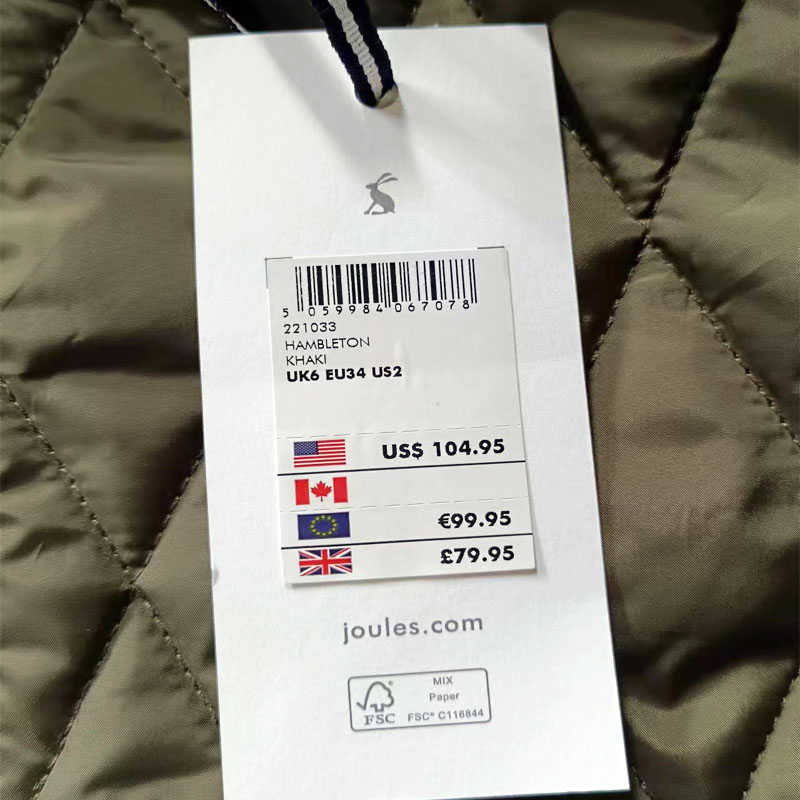 5 059984 067078
221033
HAMBLETON
KHAKI
UK6 EU34 US2
US$ 104.95
€99.95
£79.95
joules.com
MIX
Paper
FSC FSC® C116844